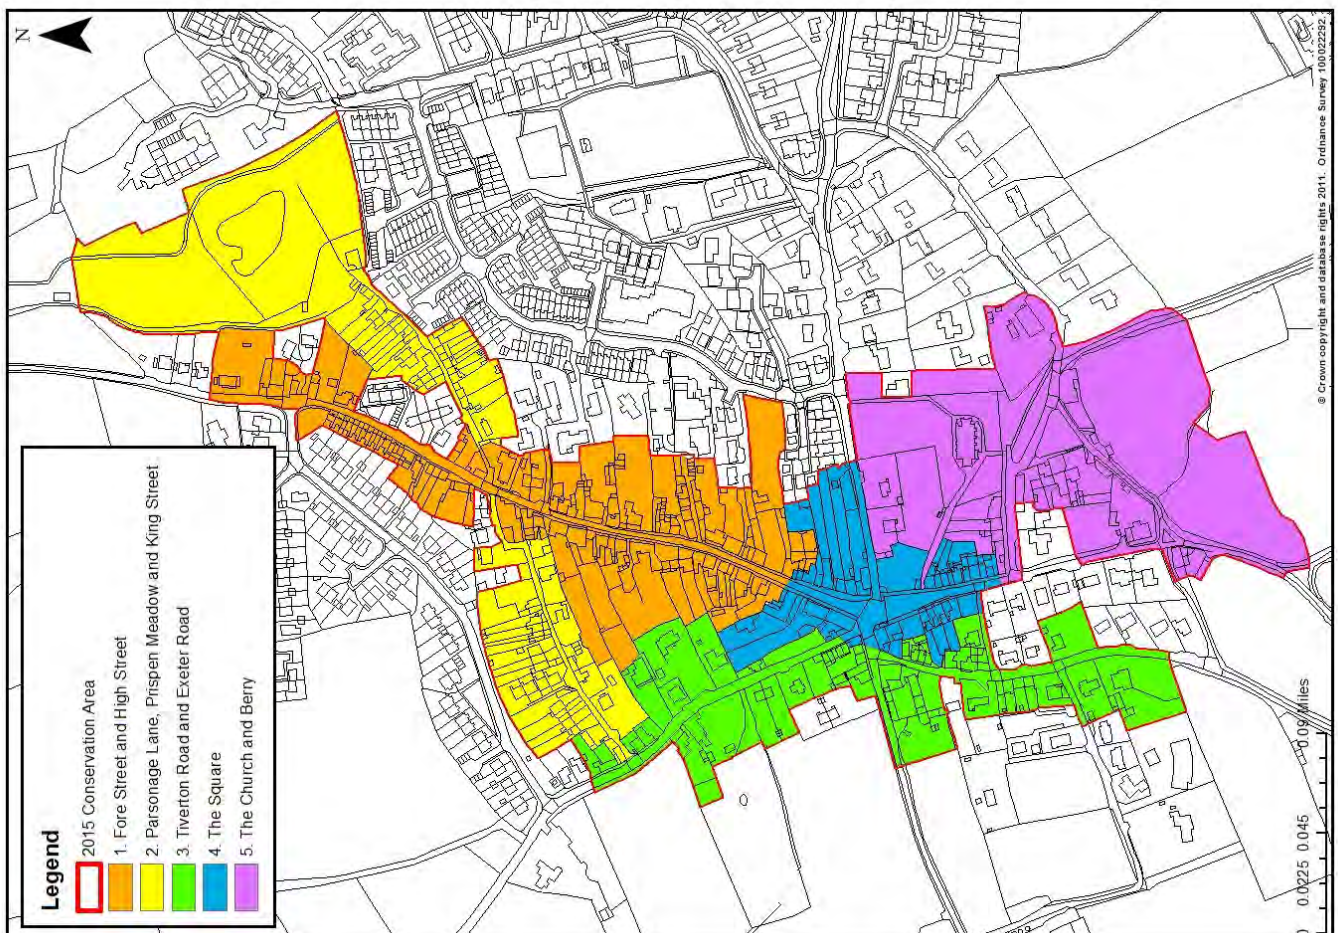 N
Legend
2015 Conservation Area
1. Fore Street and High Street
2. Parsonage Lane, Prispen Meadow and King Street
3. Tiverton Road and Exeter Road
4. The Square
5. The Church and Berry
0.0225 0.045 0.09 Miles
© Crown copyright and database rights 2011. Ordnance Survey 100022292.